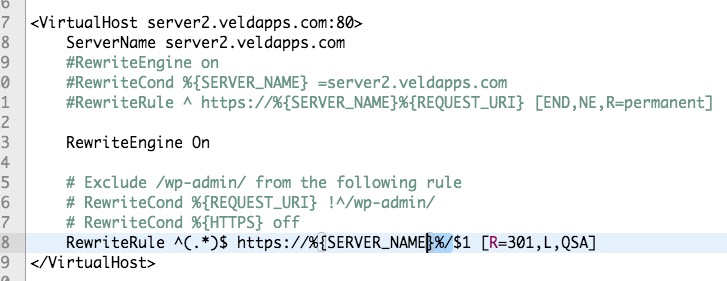 6
7 <VirtualHost server2.veldapps.com:80>
8 ServerName server2.veldapps.com
9 #RewriteEngine on
0 #RewriteCond %{SERVER_NAME} =server2.veldapps.com
1 #RewriteRule ^ https://%{SERVER_NAME}%{REQUEST_URI} [END,NE,R=permanent]
2
3 RewriteEngine On
4
5 # Exclude /wp-admin/ from the following rule
6 # RewriteCond %{REQUEST_URI} !^/wp-admin/
7 # RewriteCond %{HTTPS} off
8 RewriteRule ^(.*)$ https://%{SERVER_NAME}%/$1 [R=301,L,QSA]
9 </VirtualHost>